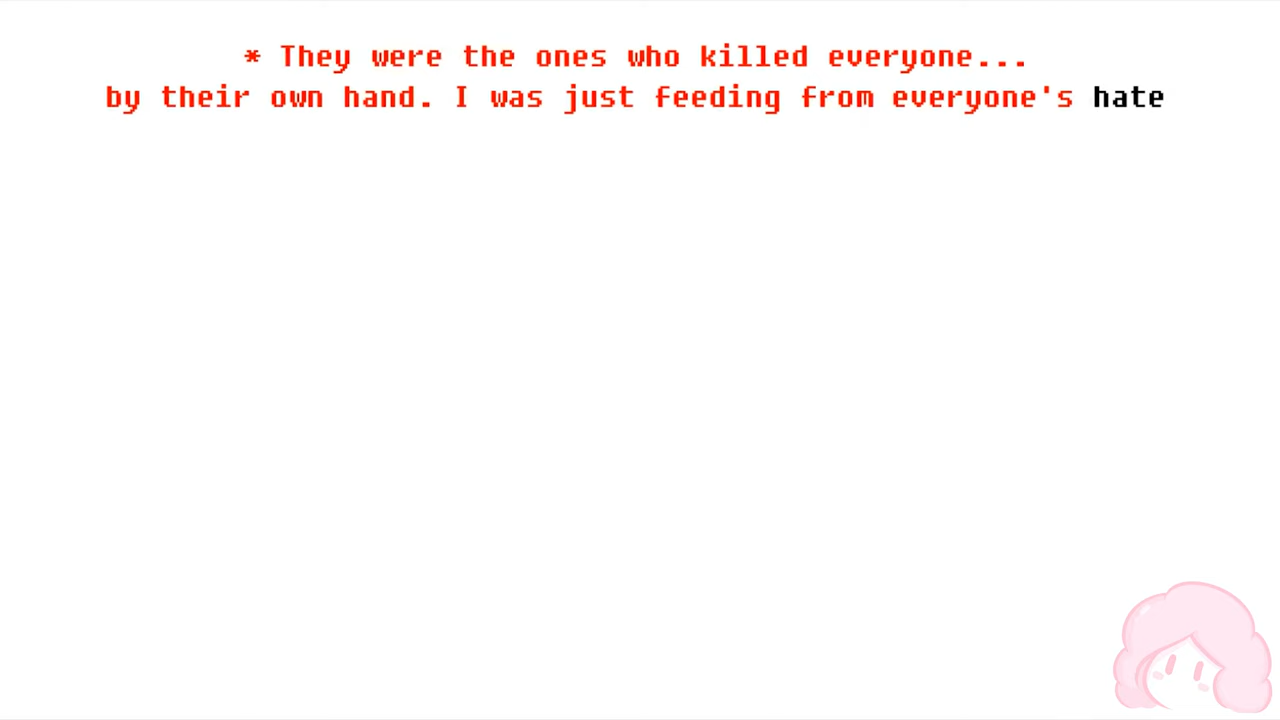 * They were the ones who killed everyone...
by their own hand. I was just feeding from everyone's hate